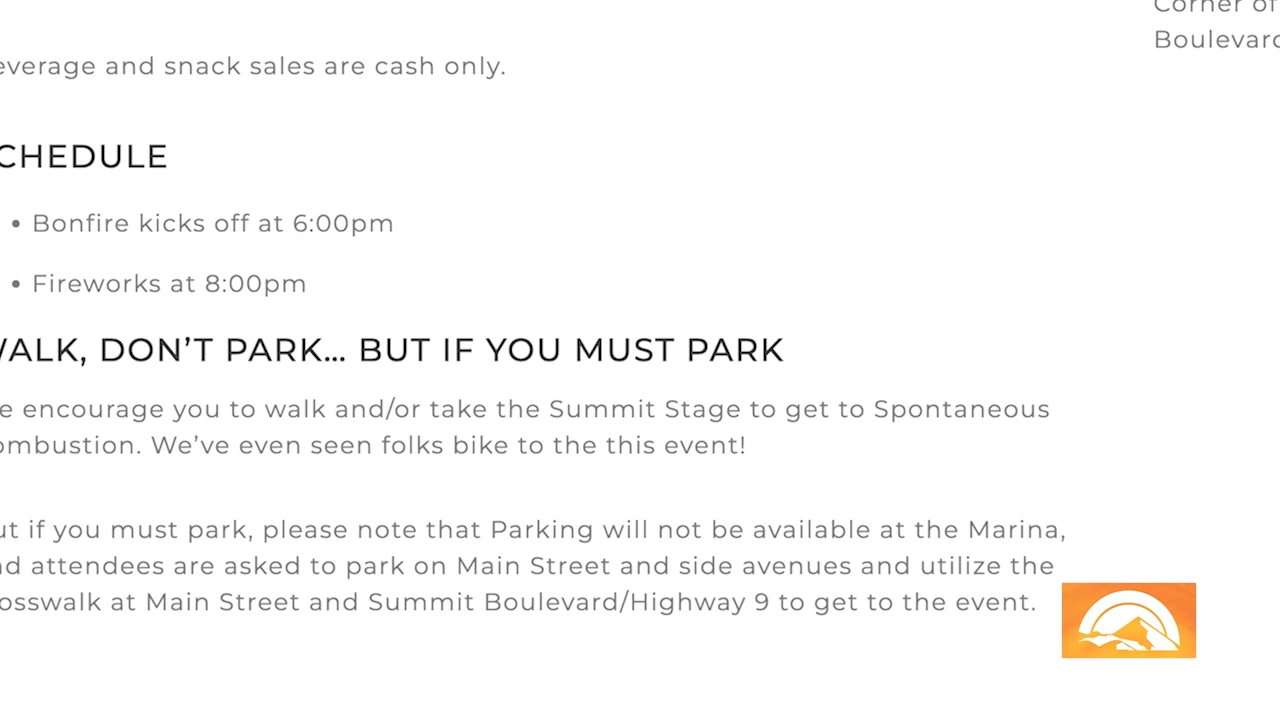 Corner of
Boulevard
everage and snack sales are cash only.
CHEDULE
• Bonfire kicks off at 6:00pm
• Fireworks at 8:00pm
WALK, DON'T PARK... BUT IF YOU MUST PARK
e encourage you to walk and/or take the Summit Stage to get to Spontaneous
ombustion. We've even seen folks bike to the this event!
ut if you must park, please note that Parking will not be available at the Marina,
nd attendees are asked to park on Main Street and side avenues and utilize the
osswalk at Main Street and Summit Boulevard/Highway 9 to get to the event.